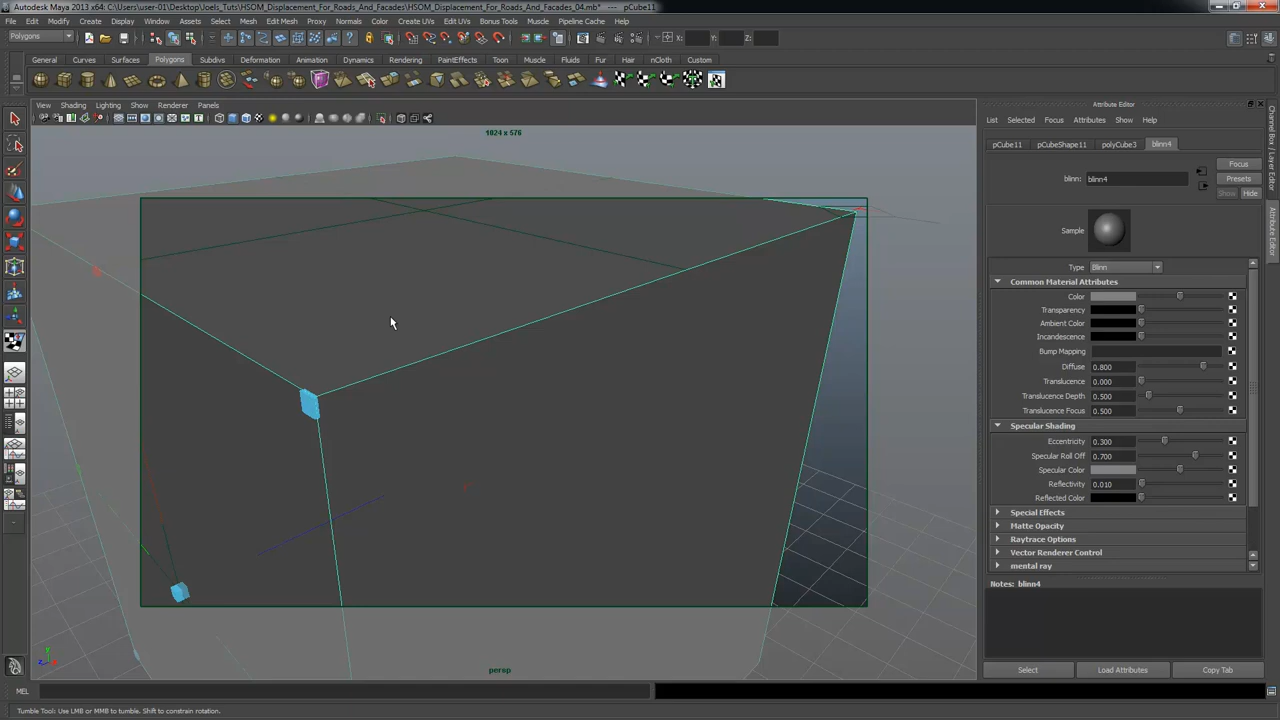 Autodesk Maya 2013 x64: C:\Users\user-01\Desktop\Joels_Tuts\HSOM_Displacement_For_Roads_And_Facades\HSOM_Displacement_For_Roads_And_Facades_04.mb* --- pCube11
File Edit Modify Create Display Window Assets Select Mesh Edit Mesh Proxy Normals Color Create UVs Edit UVs Bonus Tools Muscle Pipeline Cache Help
Polygons X: Y: Z:
General Curves Surfaces Polygons Subdivs Deformation Animation Dynamics Rendering PaintEffects Toon Muscle Fluids Fur Hair nCloth Custom
View Shading Lighting Show Renderer Panels
1024 x 576
persp
Attribute Editor
List Selected Focus Attributes Show Help
pCube11 pCubeShape11 polyCube3 blinn4
Focus
blinn: blinn4 Presets
Show Hide
Sample
Type Blinn
Common Material Attributes
Color
Transparency
Ambient Color
Incandescence
Bump Mapping
Diffuse 0.800
Translucence 0.000
Translucence Depth 0.500
Translucence Focus 0.500
Specular Shading
Eccentricity 0.300
Specular Roll Off 0.700
Specular Color
Reflectivity 0.010
Reflected Color
Special Effects
Matte Opacity
Raytrace Options
Vector Renderer Control
mental ray
Notes: blinn4
Select Load Attributes Copy Tab
Channel Box / Layer Editor
Attribute Editor
y
z x
MEL
Tumble Tool: Use LMB or MMB to tumble. Shift to constrain rotation.